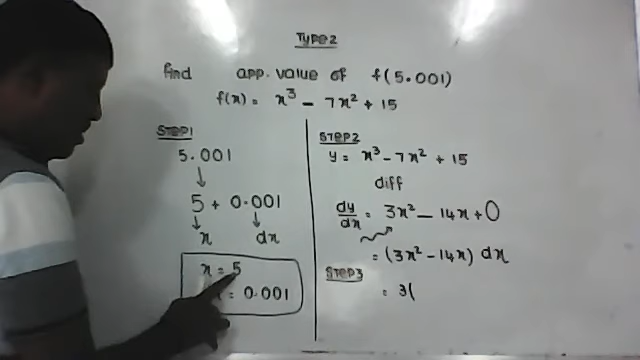 Type 2
find app. value of f(5.001)
f(x) = x³ - 7x² + 15
STEP1
5.001
↓
5 + 0.001
↓ ↓
x dx
x = 5
= 0.001
STEP2
y = x³ - 7x² + 15
diff
dy/dx = 3x² - 14x + 0
= (3x² - 14x) dx
STEP3
= 3(